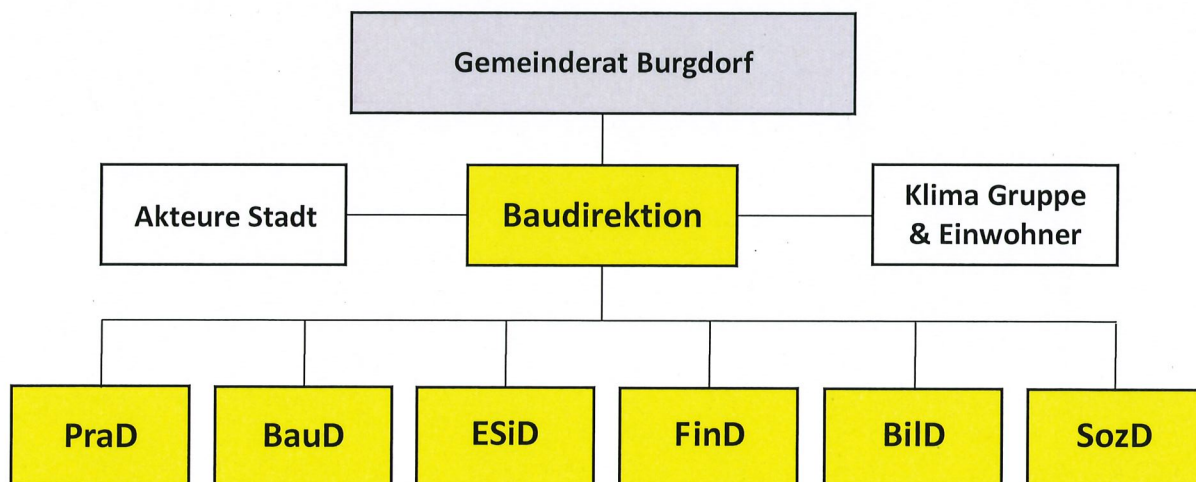 Gemeinderat Burgdorf
Akteure Stadt
Baudirektion
Klima Gruppe
& Einwohner
PraD
BauD
ESiD
FinD
BilD
SozD